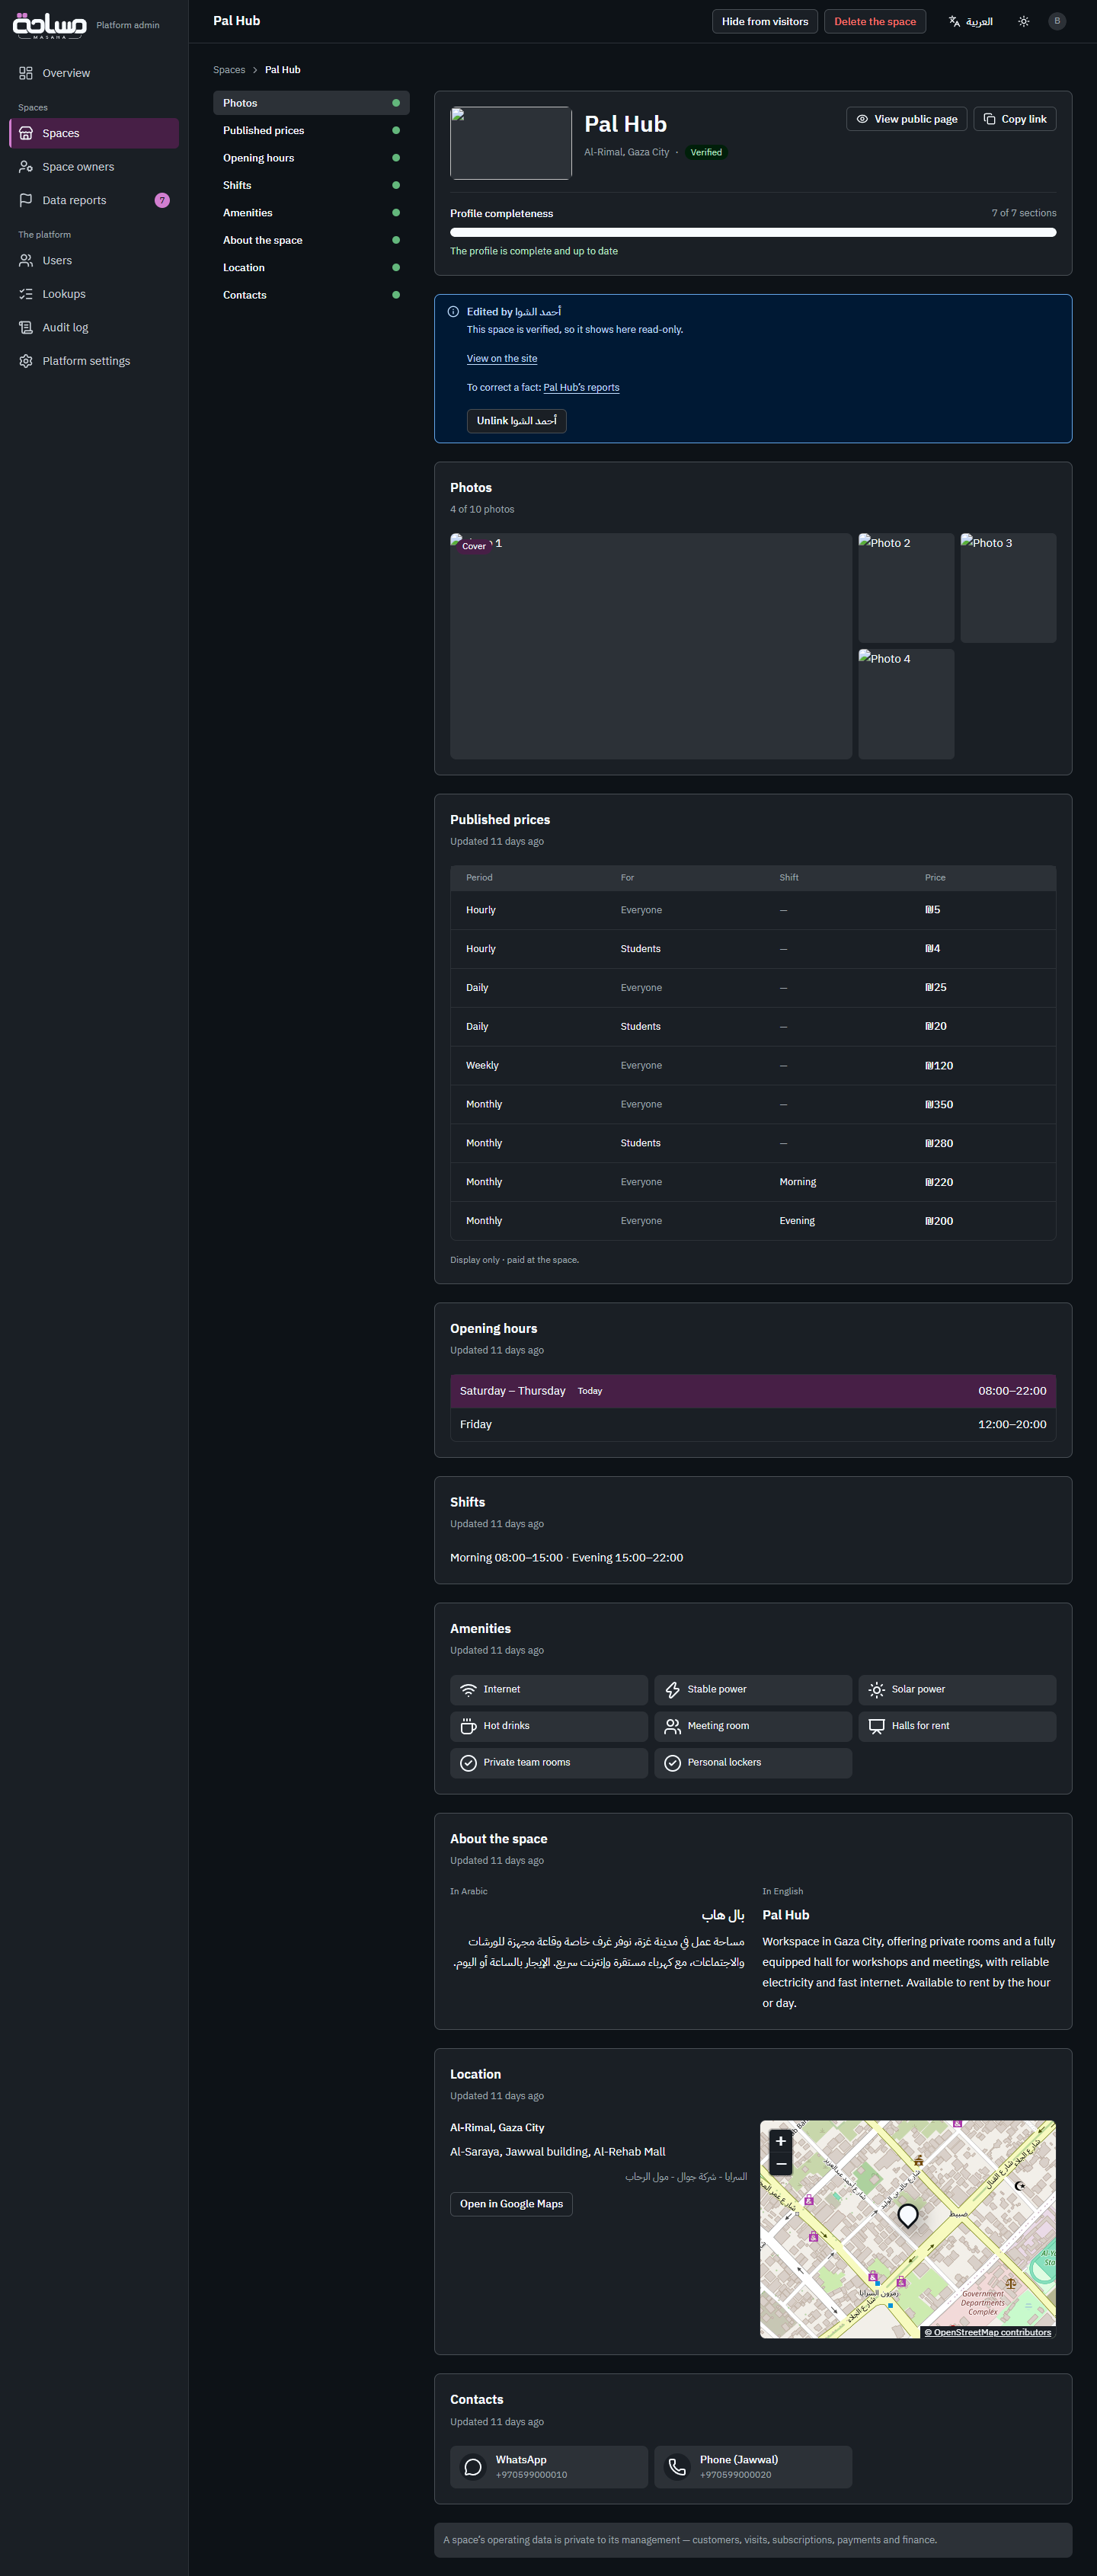 مساحة
MASAHA
Platform admin
Overview
Spaces
Spaces
Space owners
Data reports 7
The platform
Users
Lookups
Audit log
Platform settings
Pal Hub
Hide from visitors
Delete the space
العربية
B
Spaces > Pal Hub
Photos
Published prices
Opening hours
Shifts
Amenities
About the space
Location
Contacts
Pal Hub
Al-Rimal, Gaza City · Verified
View public page
Copy link
Profile completeness 7 of 7 sections
The profile is complete and up to date
Edited by أحمد الشوا
This space is verified, so it shows here read-only.
View on the site
To correct a fact: Pal Hub's reports
Unlink أحمد الشوا
Photos
4 of 10 photos
Cover 1
Photo 2
Photo 3
Photo 4
Published prices
Updated 11 days ago
Period For Shift Price
Hourly Everyone — ₪5
Hourly Students — ₪4
Daily Everyone — ₪25
Daily Students — ₪20
Weekly Everyone — ₪120
Monthly Everyone — ₪350
Monthly Students — ₪280
Monthly Everyone Morning ₪220
Monthly Everyone Evening ₪200
Display only · paid at the space.
Opening hours
Updated 11 days ago
Saturday – Thursday Today 08:00–22:00
Friday 12:00–20:00
Shifts
Updated 11 days ago
Morning 08:00–15:00 · Evening 15:00–22:00
Amenities
Updated 11 days ago
Internet
Stable power
Solar power
Hot drinks
Meeting room
Halls for rent
Private team rooms
Personal lockers
About the space
Updated 11 days ago
In Arabic
بال هاب
مساحة عمل في مدينة غزة، نوفر غرف خاصة وقاعة مجهزة للورشات
والاجتماعات، مع كهرباء مستقرة وإنترنت سريع. الإيجار بالساعة أو اليوم.
In English
Pal Hub
Workspace in Gaza City, offering private rooms and a fully
equipped hall for workshops and meetings, with reliable
electricity and fast internet. Available to rent by the hour
or day.
Location
Updated 11 days ago
Al-Rimal, Gaza City
Al-Saraya, Jawwal building, Al-Rehab Mall
السرايا - شركة جوال - مول الرحاب
Open in Google Maps
+
−
شارع خالد بن الوليد
ضبيط
شارع الجلاء
Government
Departments
Complex
© OpenStreetMap contributors
Contacts
Updated 11 days ago
WhatsApp
+970599000010
Phone (Jawwal)
+970599000020
A space's operating data is private to its management — customers, visits, subscriptions, payments and finance.